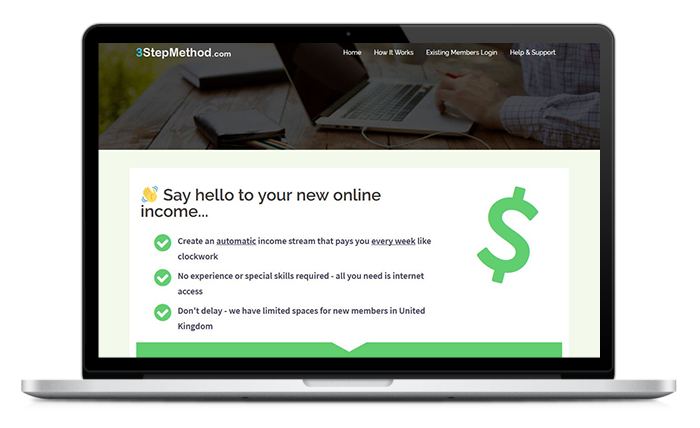 3StepMethod.com
Home How It Works Existing Members Login Help & Support
Say hello to your new online
income...
$
Create an automatic income stream that pays you every week like
clockwork
No experience or special skills required - all you need is internet
access
Don't delay - we have limited spaces for new members in United
Kingdom